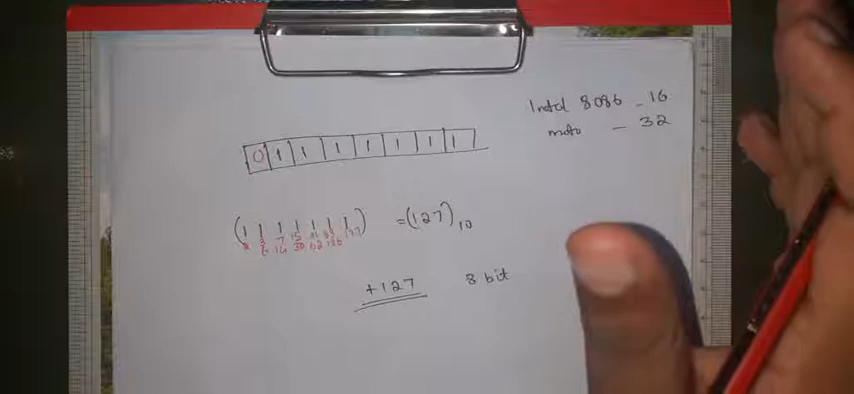 Intel 8086 - 16
moto - 32
0 1 1 1 1 1 1 1
(1 1 1 1 1 1 1) = (127)10
+127 8 bit